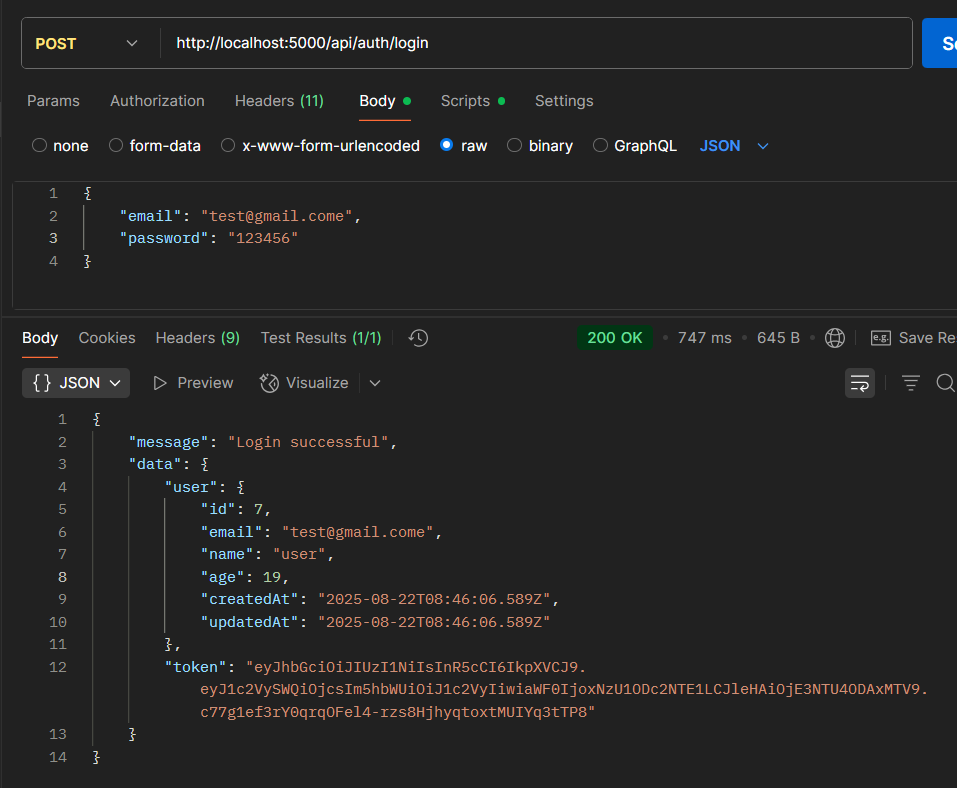 POST http://localhost:5000/api/auth/login
Params Authorization Headers (11) Body Scripts Settings
none form-data x-www-form-urlencoded raw binary GraphQL JSON
1 {
2 "email": "test@gmail.come",
3 "password": "123456"
4 }
Body Cookies Headers (9) Test Results (1/1) 200 OK 747 ms 645 B e.g. Save Re
{} JSON Preview Visualize
1 {
2 "message": "Login successful",
3 "data": {
4 "user": {
5 "id": 7,
6 "email": "test@gmail.come",
7 "name": "user",
8 "age": 19,
9 "createdAt": "2025-08-22T08:46:06.589Z",
10 "updatedAt": "2025-08-22T08:46:06.589Z"
11 },
12 "token": "eyJhbGciOiJIUzI1NiIsInR5cCI6IkpXVCJ9.
eyJ1c2VySWQiOjcsIm5hbWUiOiJ1c2VyIiwiaWF0IjoxNzU1ODc2NTE1LCJleHAiOjE3NTU4ODAxMTV9.
c77g1ef3rY0qrqOFel4-rzs8HjhyqtoxtMUIYq3tTP8"
13 }
14 }